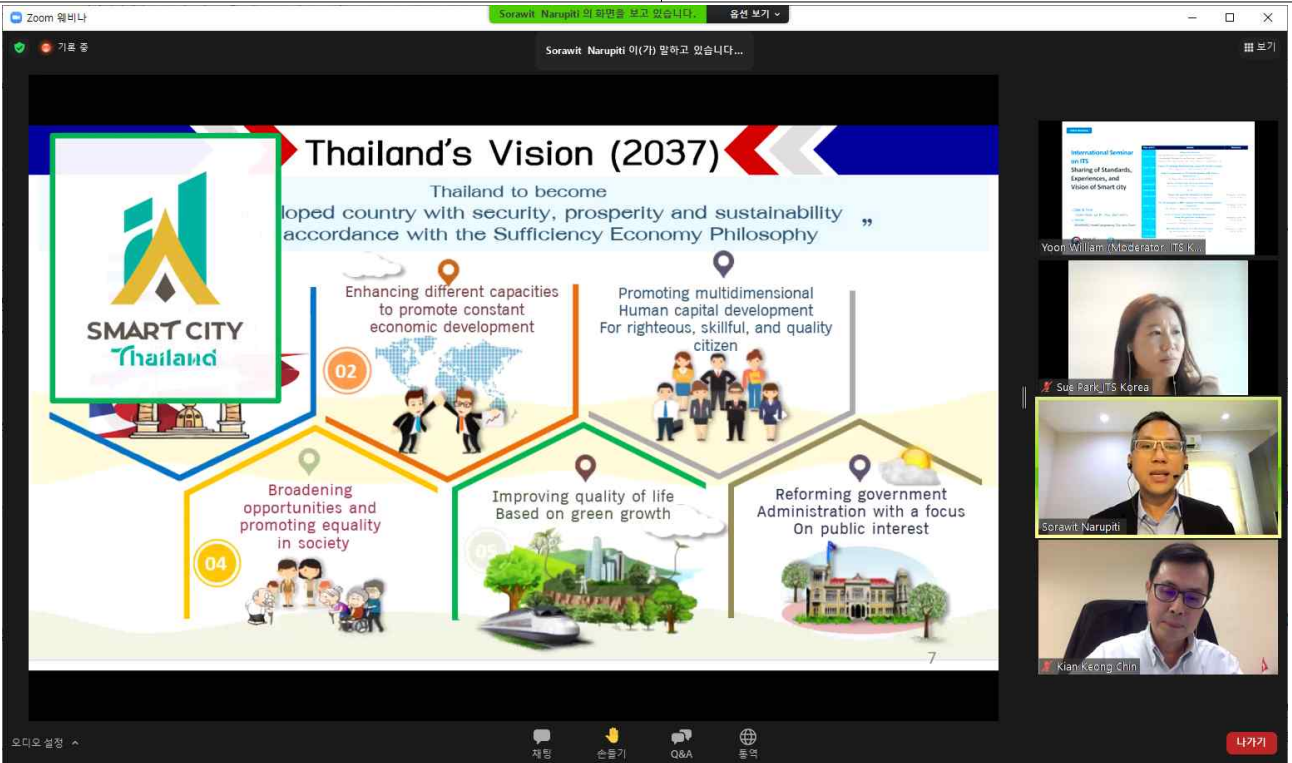 Zoom 웨비나
Sorawit Narupiti 의 화면을 보고 있습니다.
옵션 보기
기록 중
Sorawit Narupiti 이(가) 말하고 있습니다...
보기
Thailand's Vision (2037)
Thailand to become
loped country with security, prosperity and sustainability
accordance with the Sufficiency Economy Philosophy
”
SMART CITY
Thailand
Enhancing different capacities
to promote constant
economic development
02
Promoting multidimensional
Human capital development
For righteous, skillful, and quality
citizen
Broadening
opportunities and
promoting equality
in society
04
Improving quality of life
Based on green growth
05
Reforming government
Administration with a focus
On public interest
7
International Seminar
on ITS
Sharing of Standards,
Experiences, and
Vision of Smart city
Yoon William (Moderator, ITS K...
Sue Park_ITS Korea
Sorawit Narupiti
Kian Keong Chin
오디오 설정
채팅
손들기
Q&A
통역
나가기